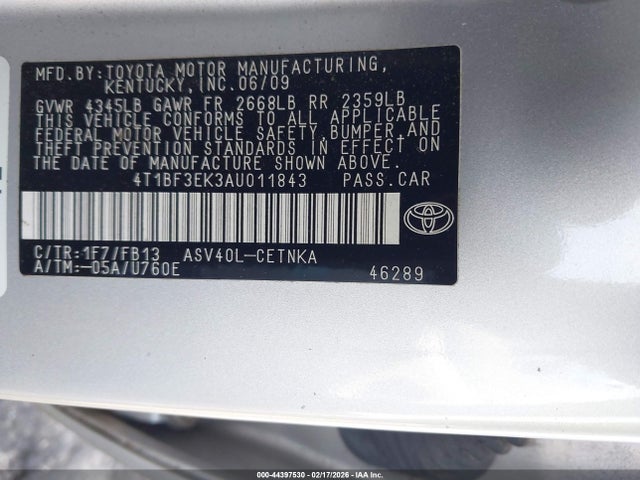 MFD.BY:TOYOTA MOTOR MANUFACTURING,
KENTUCKY,INC.06/09
GVWR 4345LB GAWR FR 2668LB RR 2359LB
THIS VEHICLE CONFORMS TO ALL APPLICABLE
FEDERAL MOTOR VEHICLE SAFETY,BUMPER,AND
THEFT PREVENTION STANDARDS IN EFFECT ON
THE DATE OF MANUFACTURE SHOWN ABOVE.
4T1BF3EK3AU011843 PASS.CAR
C/TR:1F7/FB13 ASV40L-CETNKA
A/TM:-05A/U760E 46289
000-44397530 - 02/17/2026 - IAA Inc.